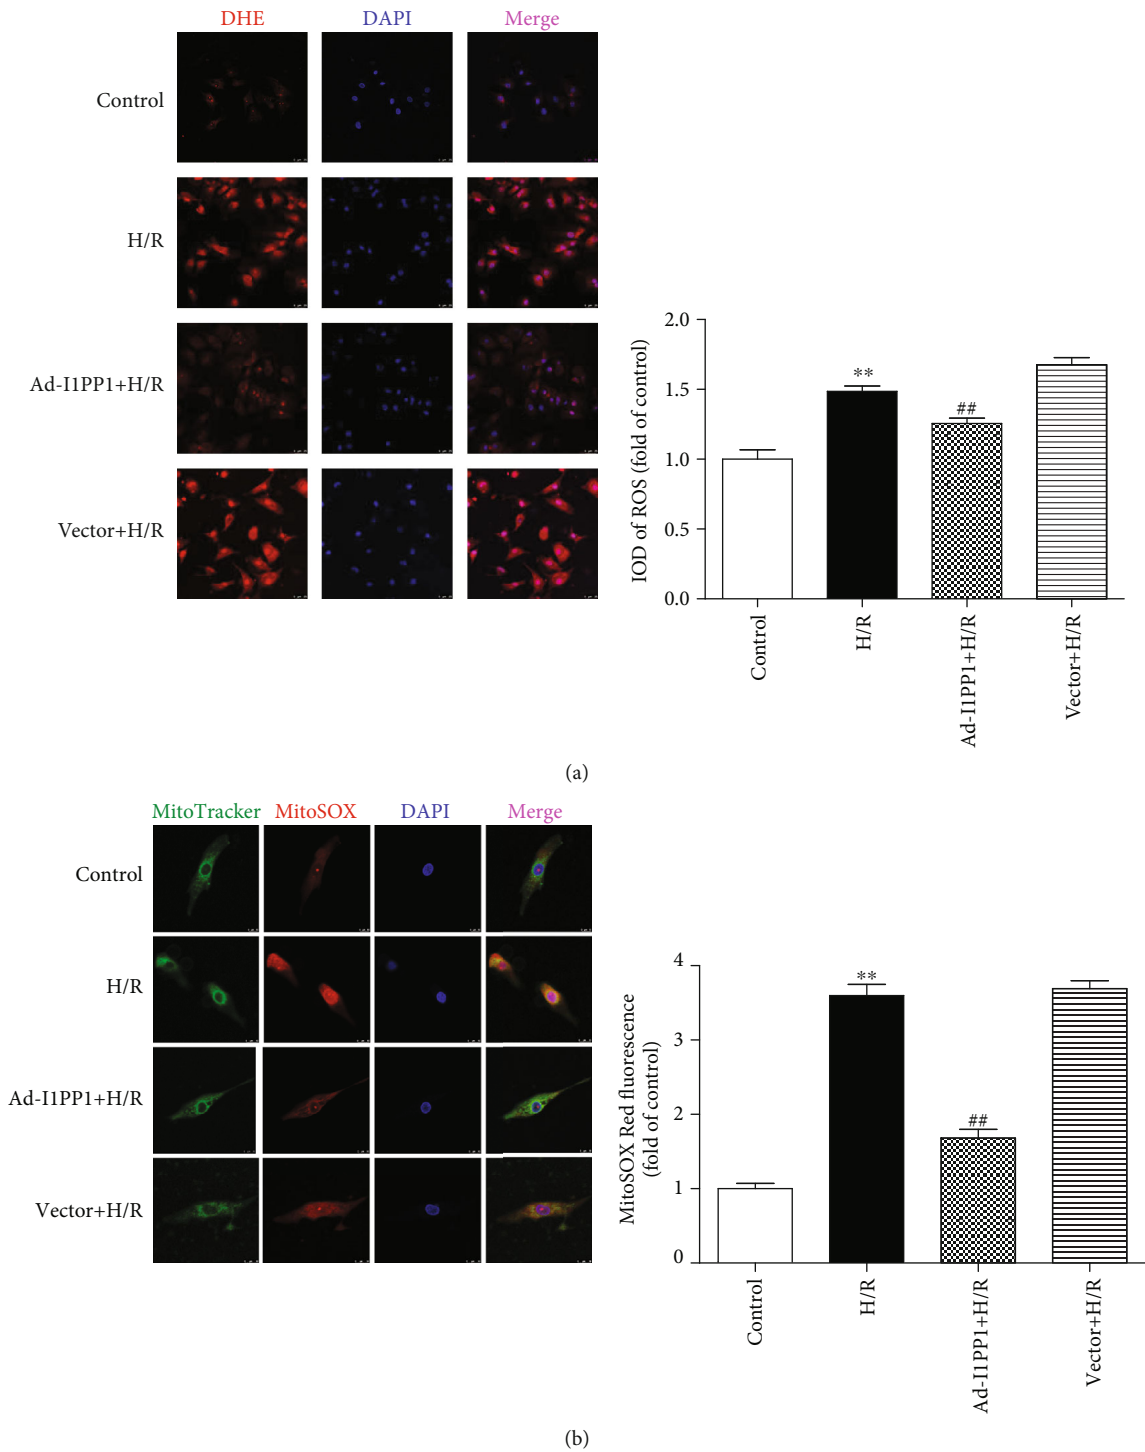 DHE DAPI Merge
Control
H/R
Ad-I1PP1+H/R
Vector+H/R
IOD of ROS (fold of control)
2.0
1.5
1.0
0.5
0.0
**
##
Control
H/R
Ad-I1PP1+H/R
Vector+H/R
(a)
MitoTracker MitoSOX DAPI Merge
Control
H/R
Ad-I1PP1+H/R
Vector+H/R
MitoSOX Red fluorescence
(fold of control)
4
3
2
1
0
**
##
Control
H/R
Ad-I1PP1+H/R
Vector+H/R
(b)